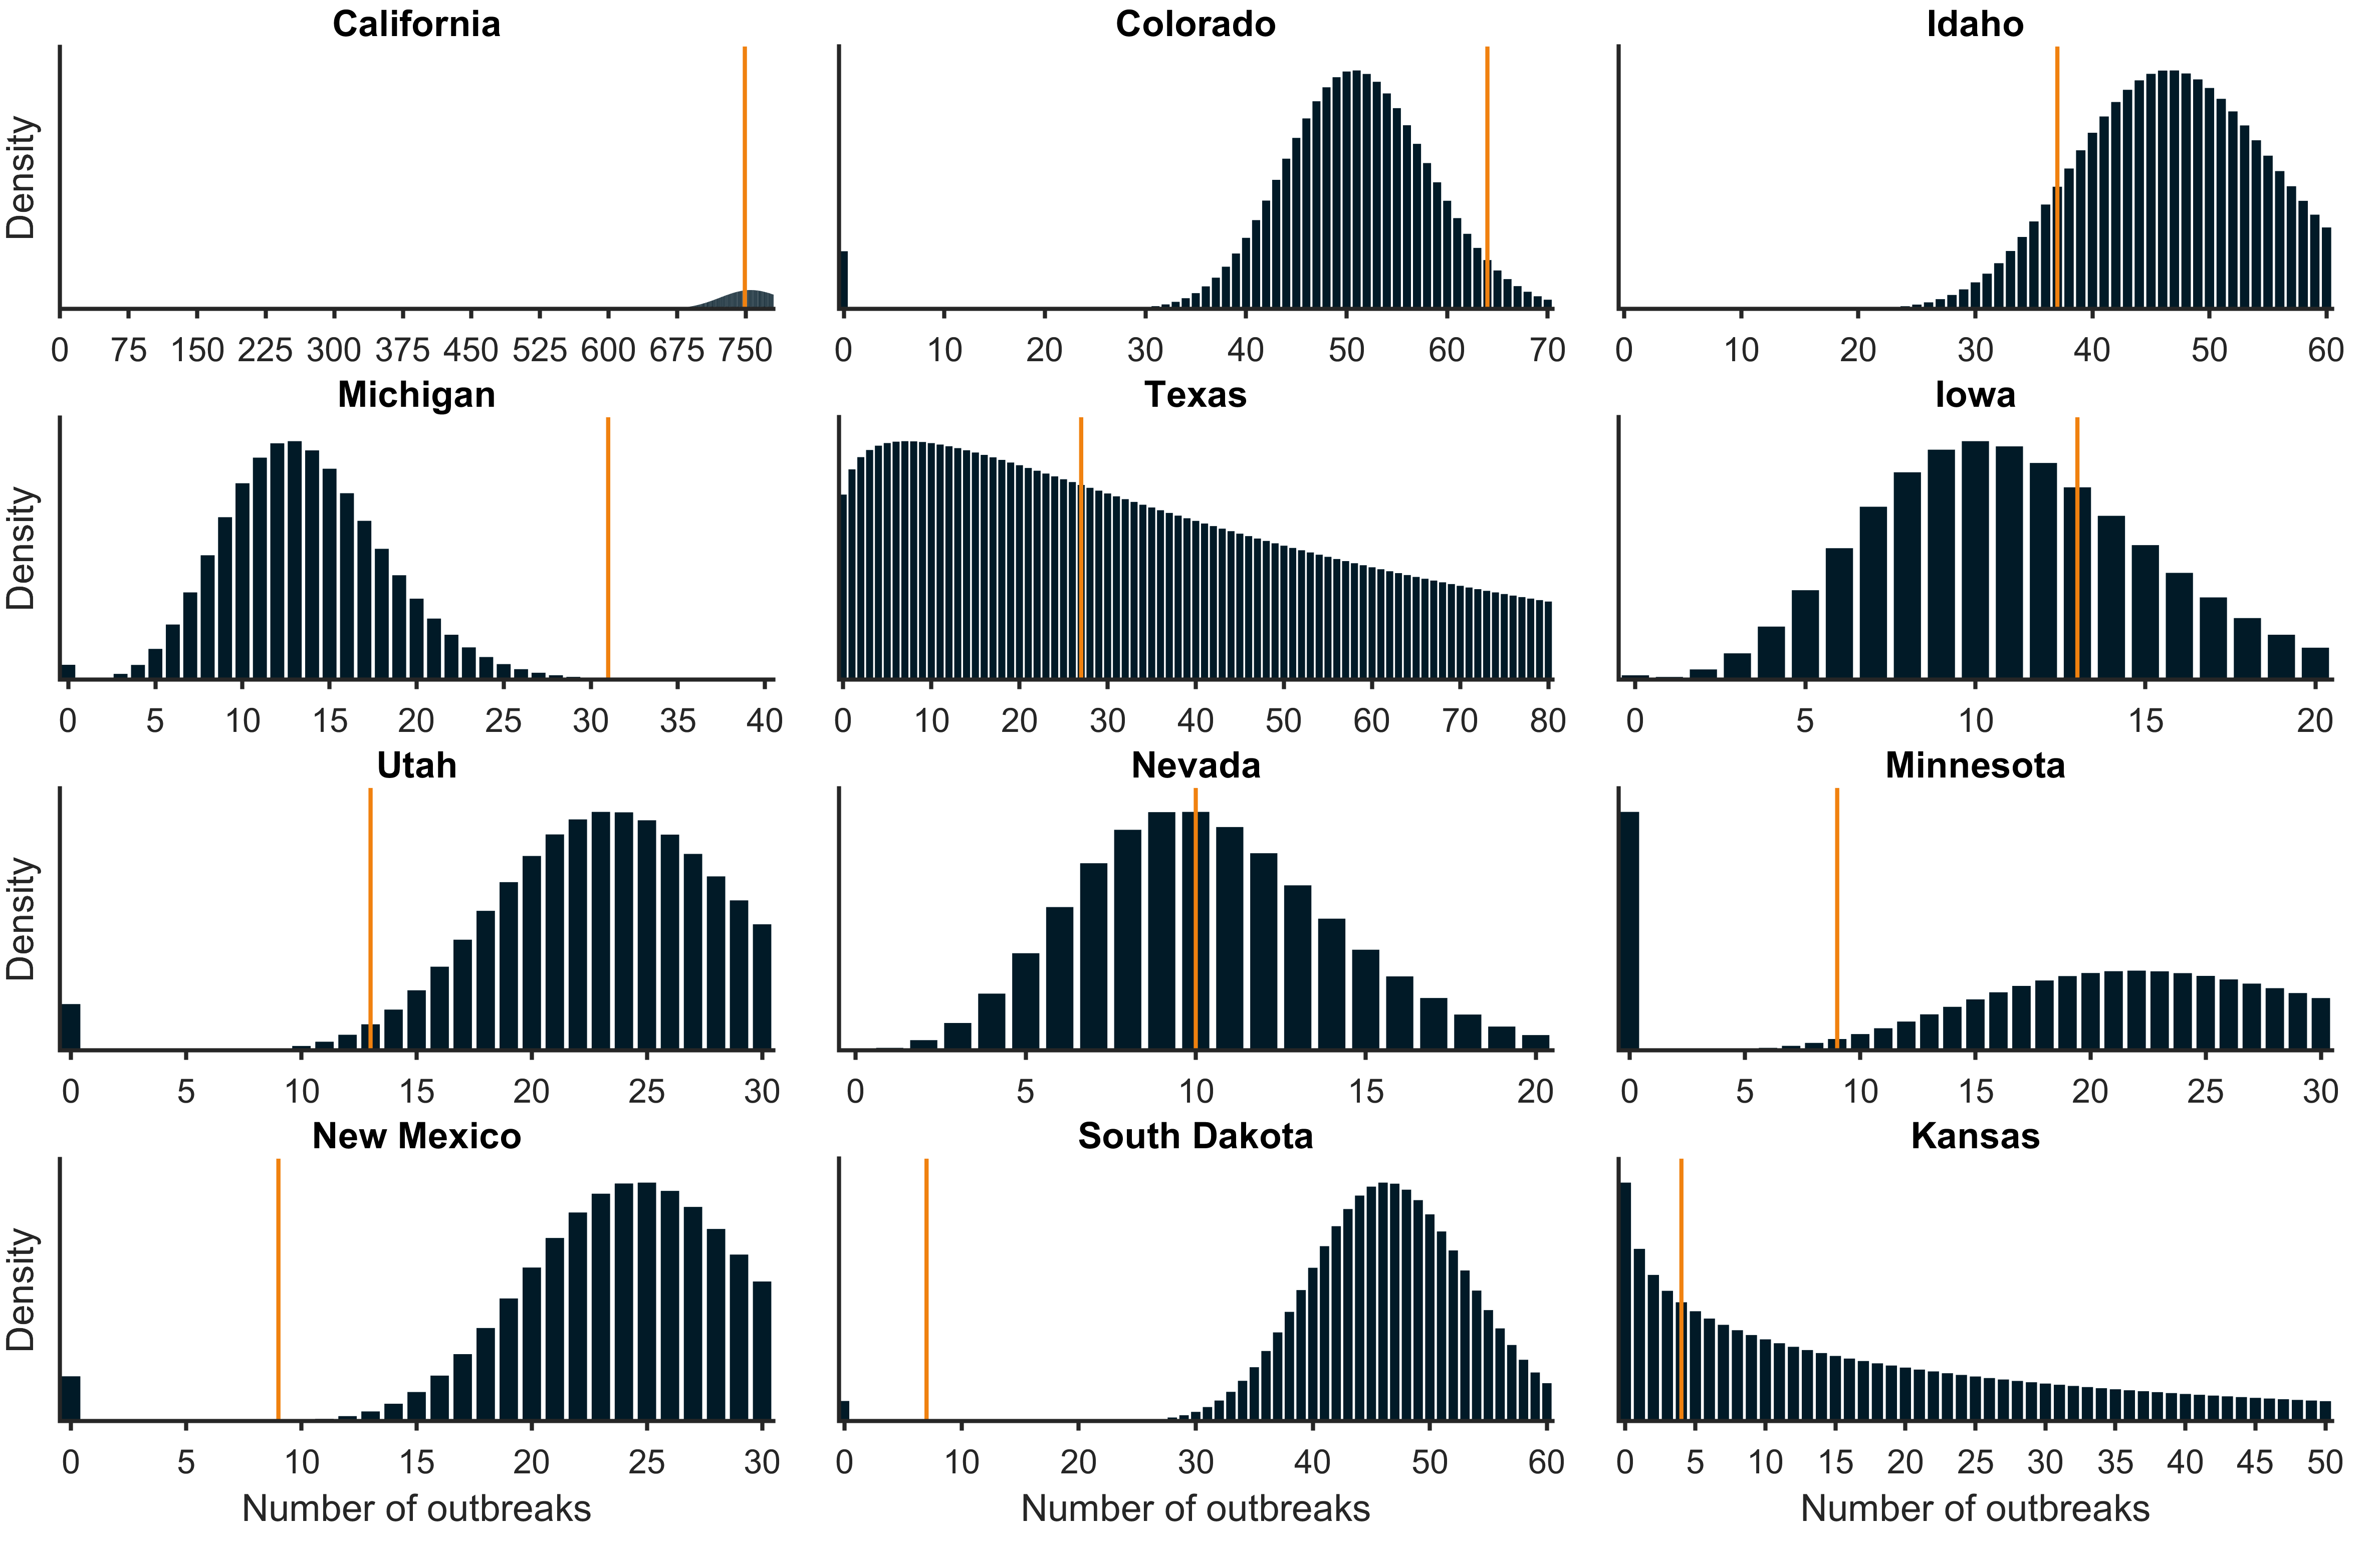 California
Colorado
Idaho
Density
0 75 150 225 300 375 450 525 600 675 750
0 10 20 30 40 50 60 70
0 10 20 30 40 50 60
Michigan
Texas
Iowa
Density
0 5 10 15 20 25 30 35 40
0 10 20 30 40 50 60 70 80
0 5 10 15 20
Utah
Nevada
Minnesota
Density
0 5 10 15 20 25 30
0 5 10 15 20
0 5 10 15 20 25 30
New Mexico
South Dakota
Kansas
Density
0 5 10 15 20 25 30
0 10 20 30 40 50 60
0 5 10 15 20 25 30 35 40 45 50
Number of outbreaks
Number of outbreaks
Number of outbreaks